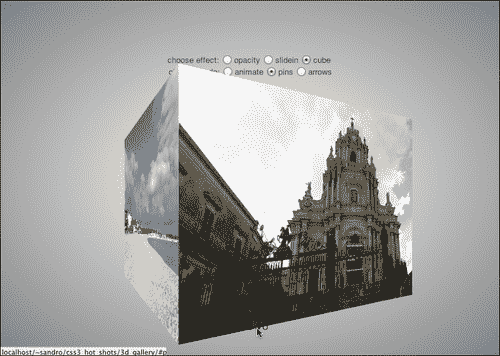 choose effect: opacity slidein cube
animate pins arrows
localhost/~sandro/css3_hot_shots/3d_gallery/#p